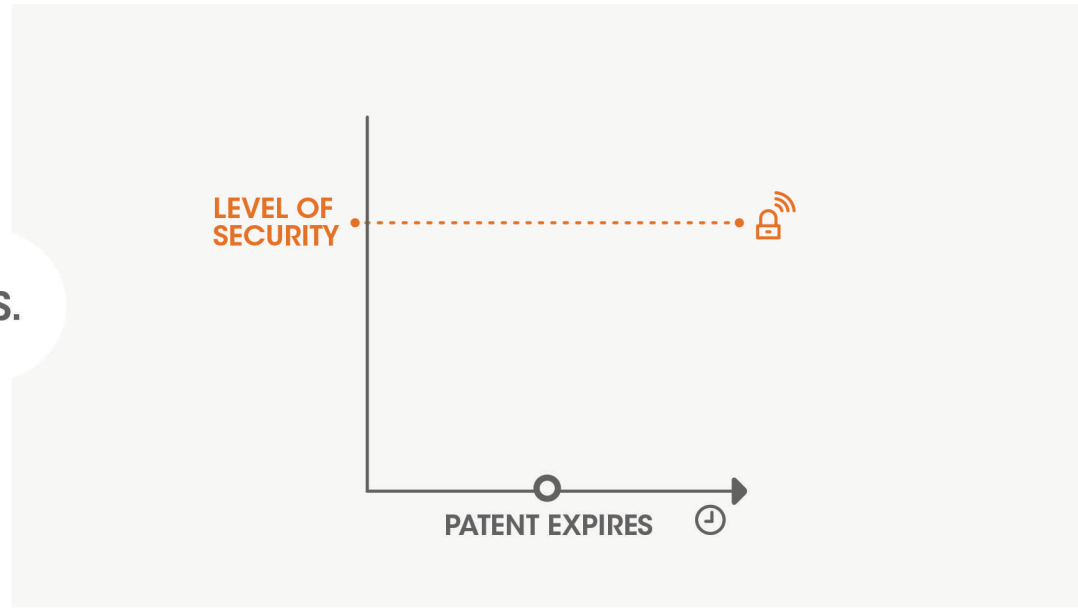 LEVEL OF
SECURITY
S.
PATENT EXPIRES